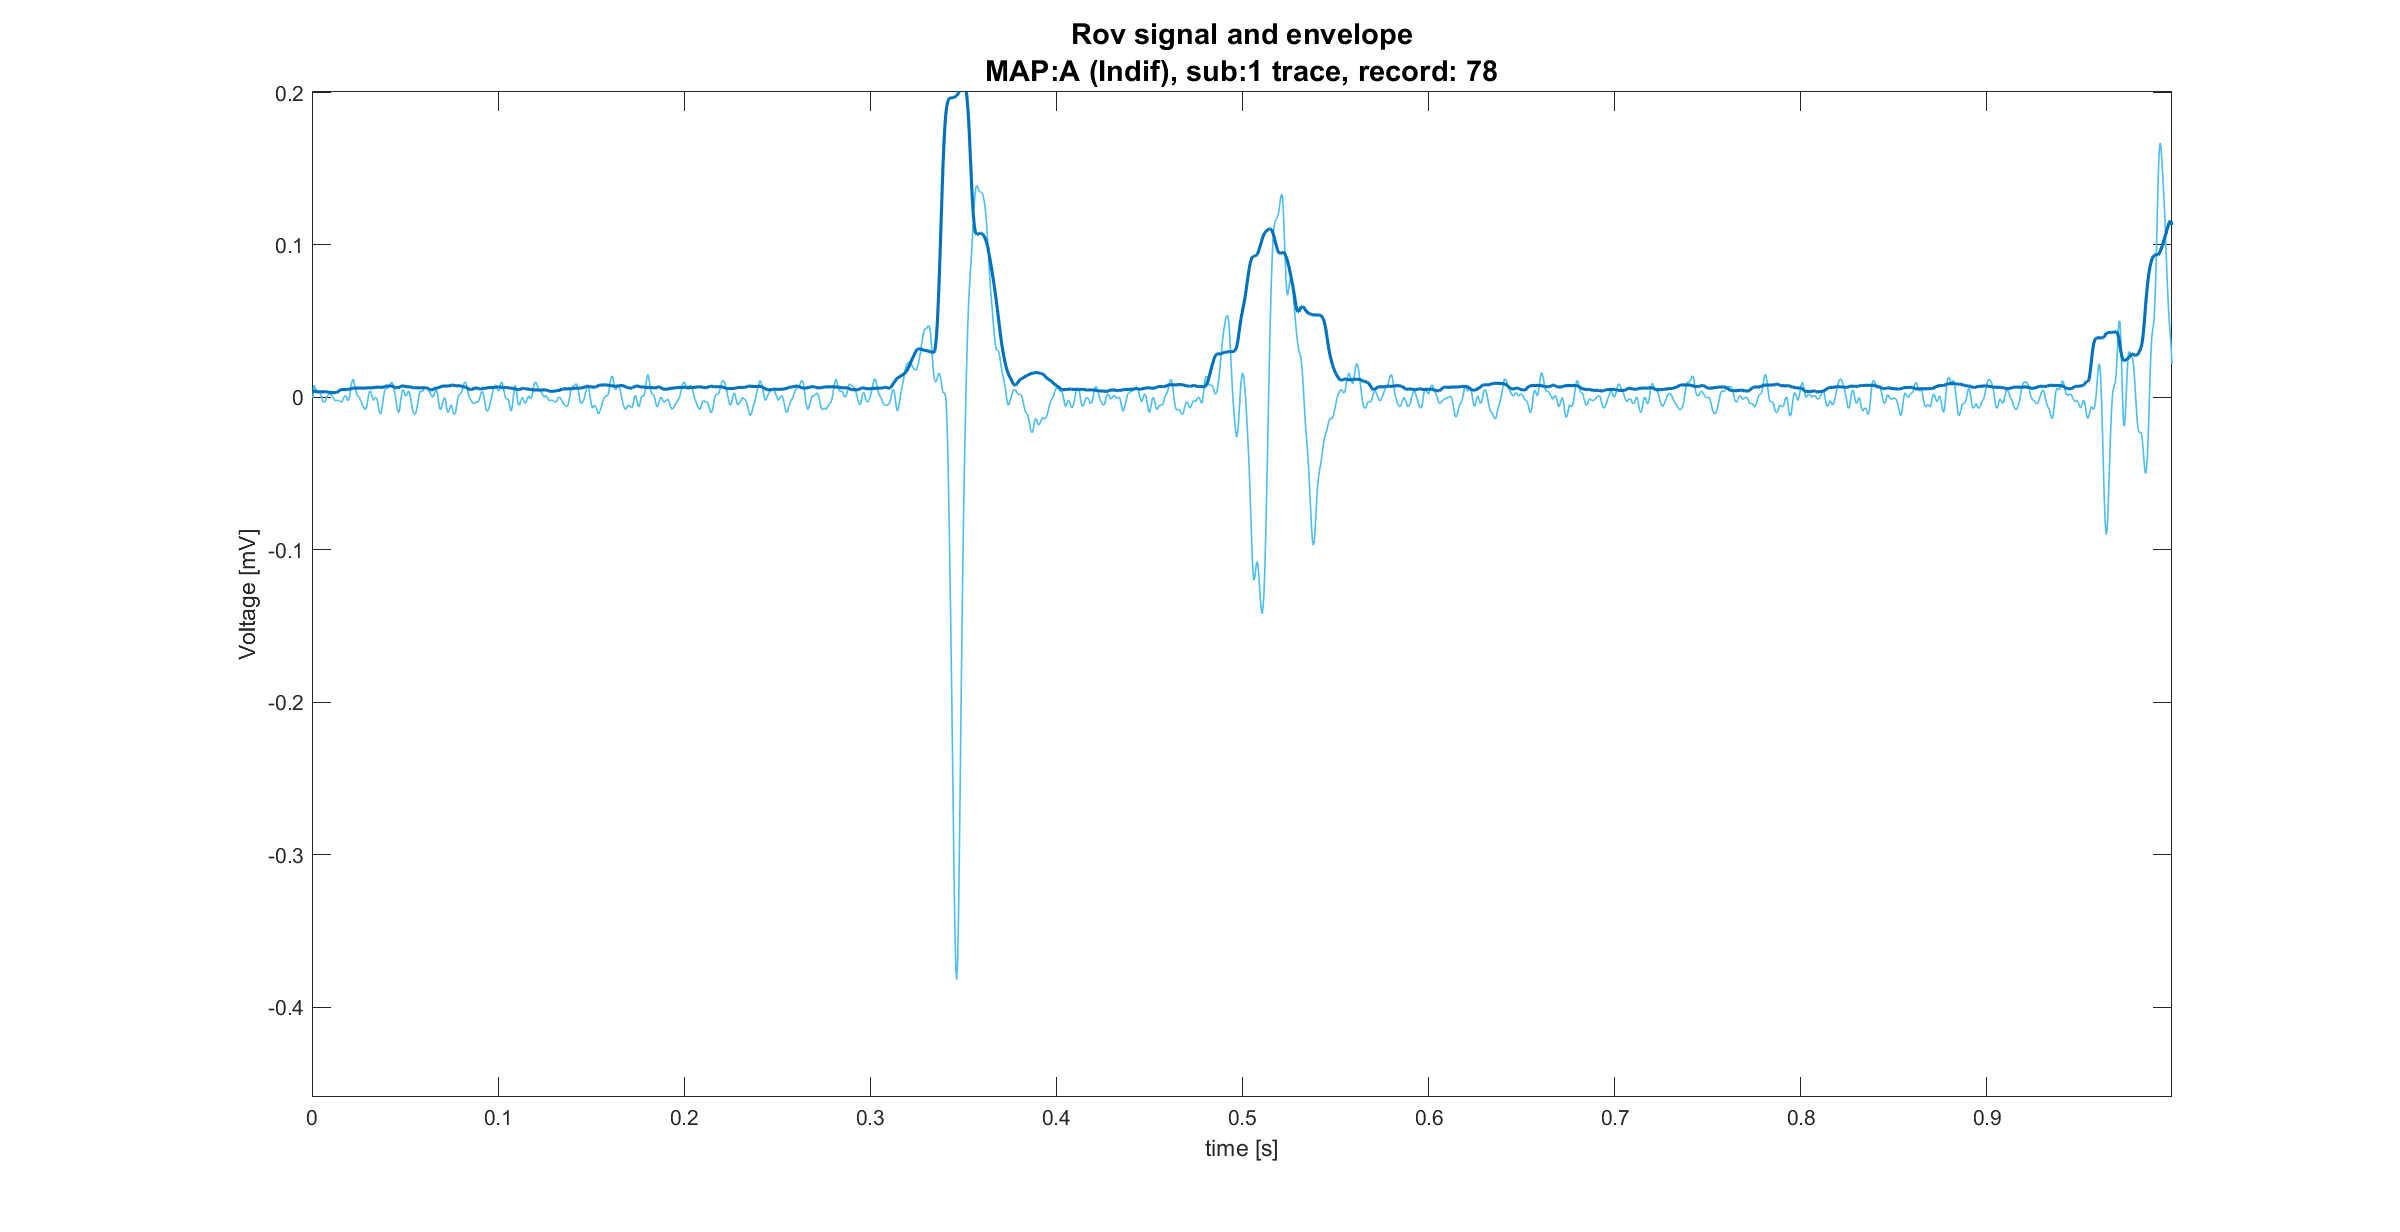 Rov signal and envelope
MAP:A (Indif), sub:1 trace, record: 78
0.2
0.1
0
-0.1
-0.2
-0.3
-0.4
Voltage [mV]
0 0.1 0.2 0.3 0.4 0.5 0.6 0.7 0.8 0.9
time [s]